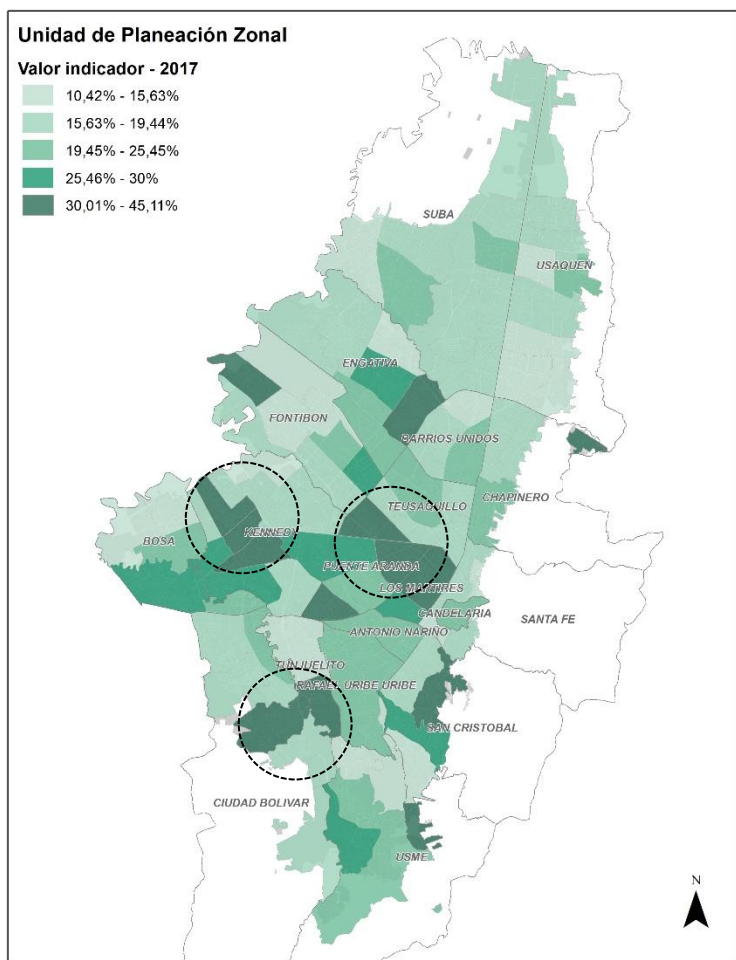 Unidad de Planeación Zonal
Valor indicador - 2017
10,42% - 15,63%
15,63% - 19,44%
19,45% - 25,45%
25,46% - 30%
30,01% - 45,11%
SUBA
USAQUEN
ENGATIVA
FONTIBON
BARRIOS UNIDOS
CHAPINERO
TEUSAQUILLO
KENNEDY
BOSA
PUENTE ARANDA
LOS MARTIRES
CANDELARIA
SANTA FE
ANTONIO NARIÑO
TUNJUELITO
RAFAEL URIBE URIBE
SAN CRISTOBAL
CIUDAD BOLIVAR
USME
N